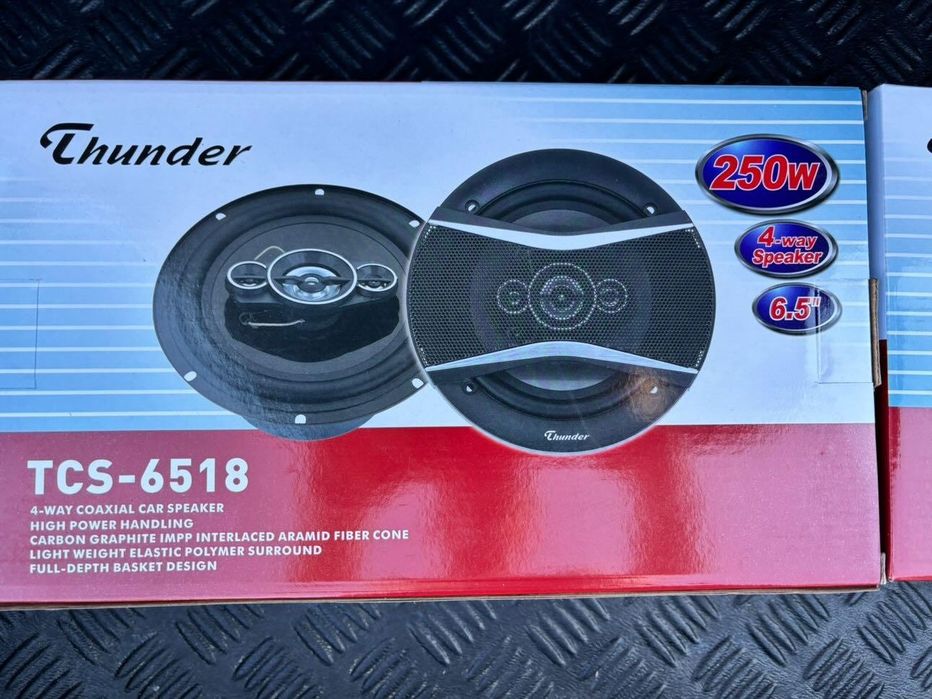 Thunder
250W
4-way
Speaker
6.5"
Thunder
TCS-6518
4-WAY COAXIAL CAR SPEAKER
HIGH POWER HANDLING
CARBON GRAPHITE IMPP INTERLACED ARAMID FIBER CONE
LIGHT WEIGHT ELASTIC POLYMER SURROUND
FULL-DEPTH BASKET DESIGN